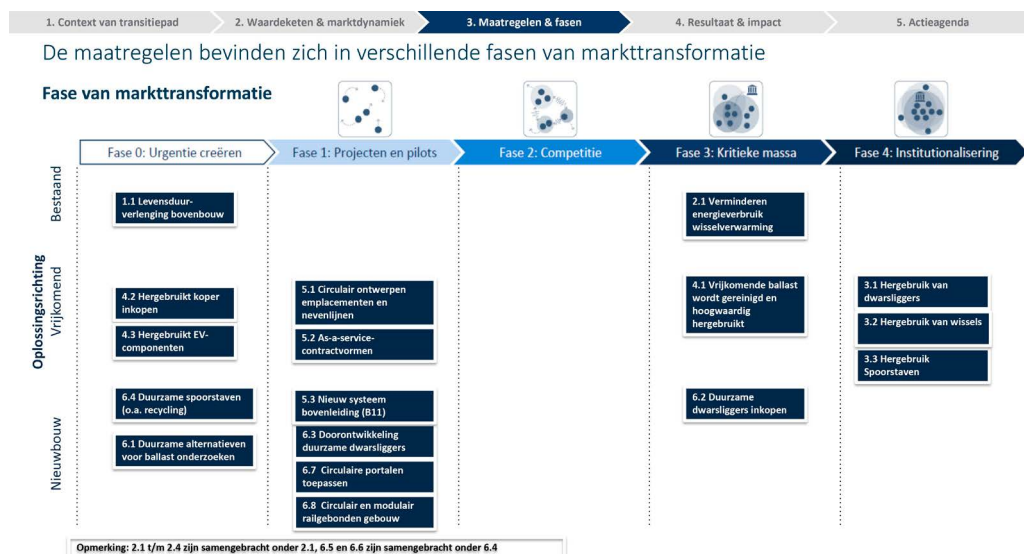 1. Context van transitiepad
2. Waardeketen & marktdynamiek
3. Maatregelen & fasen
4. Resultaat & impact
5. Actieagenda
De maatregelen bevinden zich in verschillende fasen van markttransformatie
Fase van markttransformatie
Fase 0: Urgentie creëren
Fase 1: Projecten en pilots
Fase 2: Competitie
Fase 3: Kritieke massa
Fase 4: Institutionalisering
Oplossingsrichting
Bestaand
1.1 Levensduur-
verlenging bovenbouw
2.1 Verminderen
energieverbruik
wisselverwarming
Vrijkomend
4.2 Hergebruikt koper
inkopen
4.3 Hergebruikt EV-
componenten
5.1 Circulair ontwerpen
emplacementen en
nevenlijnen
5.2 As-a-service-
contractvormen
4.1 Vrijkomende ballast
wordt gereinigd en
hoogwaardig
hergebruikt
3.1 Hergebruik van
dwarsliggers
3.2 Hergebruik van wissels
3.3 Hergebruik
Spoorstaven
Nieuwbouw
6.4 Duurzame spoorstaven
(o.a. recycling)
6.1 Duurzame alternatieven
voor ballast onderzoeken
5.3 Nieuw systeem
bovenleiding (B11)
6.3 Doorontwikkeling
duurzame dwarsliggers
6.7 Circulaire portalen
toepassen
6.8 Circulair en modulair
railgebonden gebouw
6.2 Duurzame
dwarsliggers inkopen
Opmerking: 2.1 t/m 2.4 zijn samengebracht onder 2.1, 6.5 en 6.6 zijn samengebracht onder 6.4